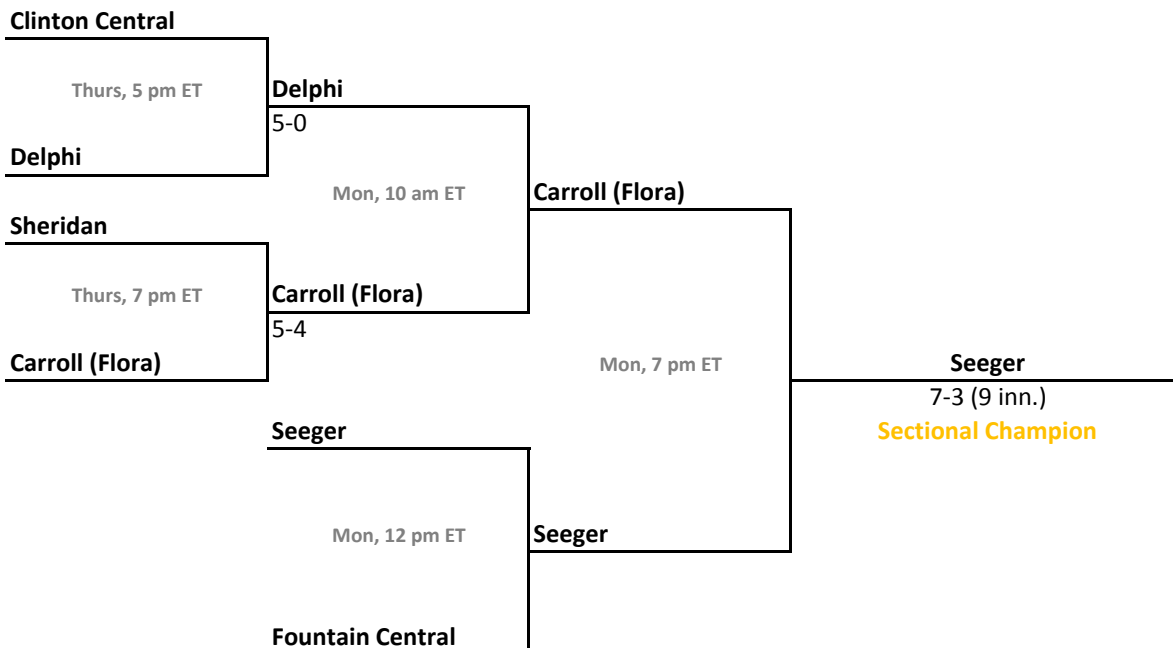 Clinton Central
Thurs, 5 pm ET
Delphi
5-0
Delphi
Mon, 10 am ET
Carroll (Flora)
Sheridan
Thurs, 7 pm ET
Carroll (Flora)
5-4
Carroll (Flora)
Mon, 7 pm ET
Seeger
7-3 (9 inn.)
Sectional Champion
Seeger
Mon, 12 pm ET
Seeger
Fountain Central